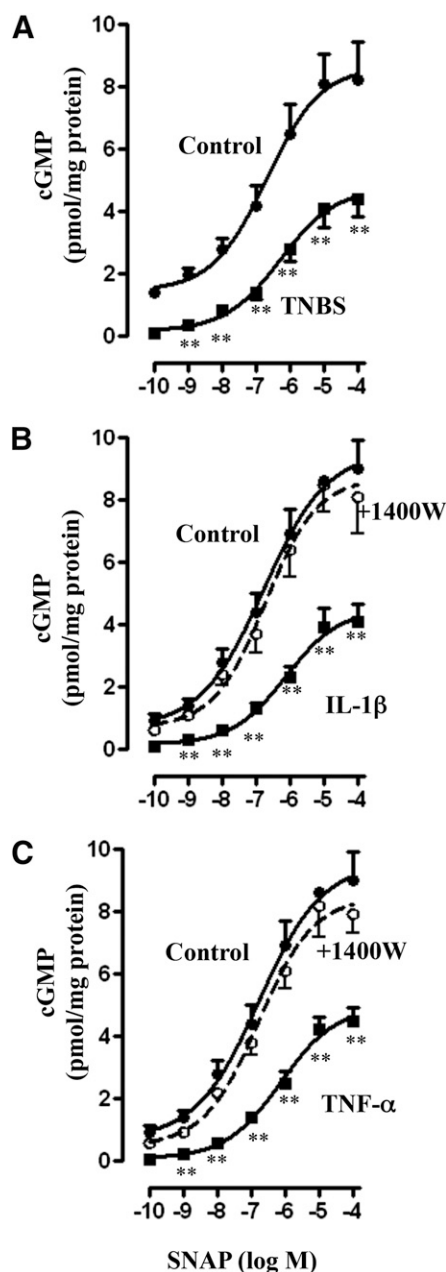 A
10
8
6
4
2
0
cGMP
(pmol/mg protein)
Control
TNBS
** ** ** ** ** **
-10 -9 -8 -7 -6 -5 -4
B
10
8
6
4
2
0
cGMP
(pmol/mg protein)
Control
+1400W
IL-1β
** ** ** ** ** **
-10 -9 -8 -7 -6 -5 -4
C
10
8
6
4
2
0
cGMP
(pmol/mg protein)
Control
+1400W
TNF-α
** ** ** ** ** **
-10 -9 -8 -7 -6 -5 -4
SNAP (log M)